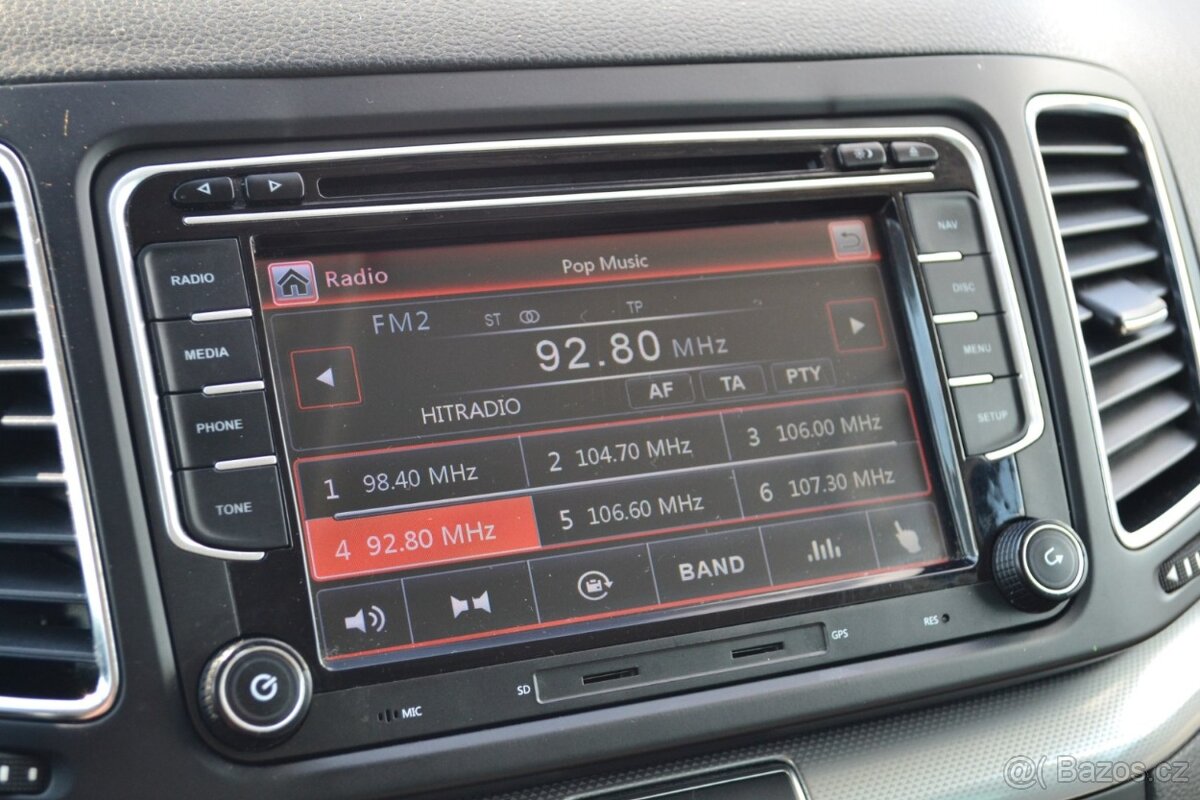 Radio
Pop Music
FM2
ST
TP
92.80 MHz
AF
TA
PTY
HITRADIO
1 98.40 MHz
2 104.70 MHz
3 106.00 MHz
4 92.80 MHz
5 106.60 MHz
6 107.30 MHz
BAND
RADIO
MEDIA
PHONE
TONE
NAV
DISC
MENU
SETUP
MIC
SD
GPS
RES
@( Bazos.cz